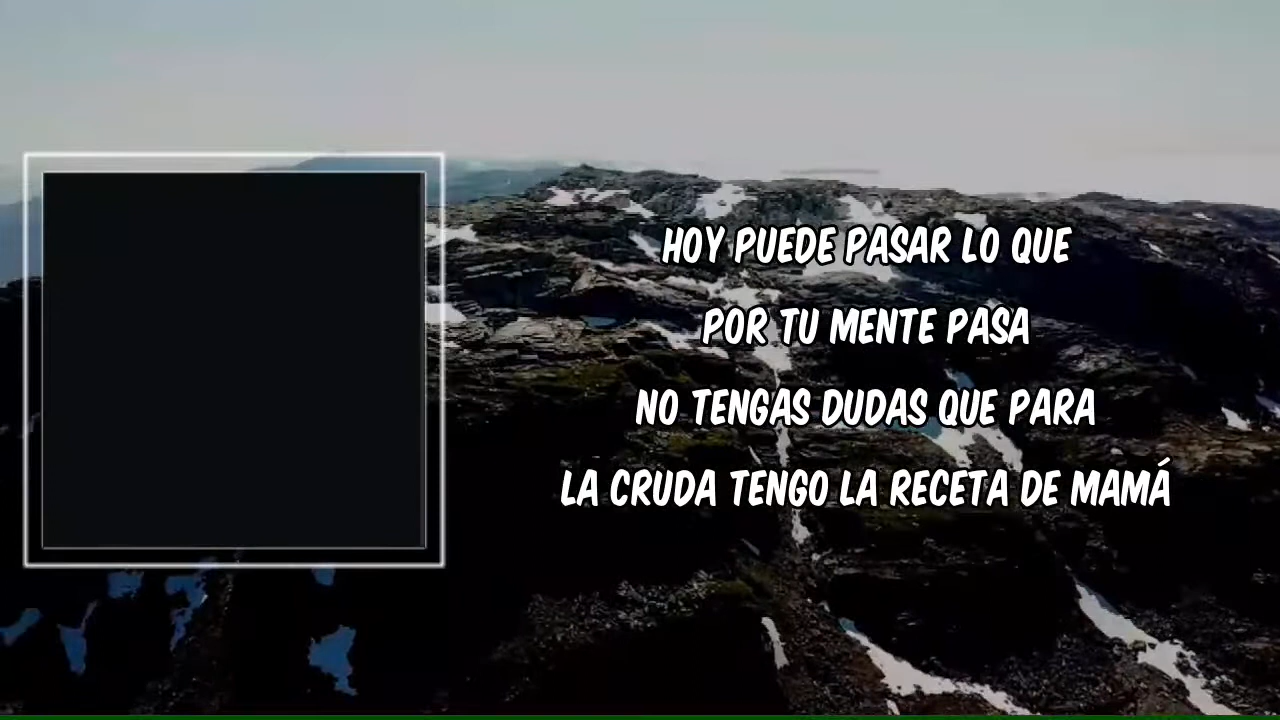 HOY PUEDE PASAR LO QUE
POR TU MENTE PASA
NO TENGAS DUDAS QUE PARA
LA CRUDA TENGO LA RECETA DE MAMÁ